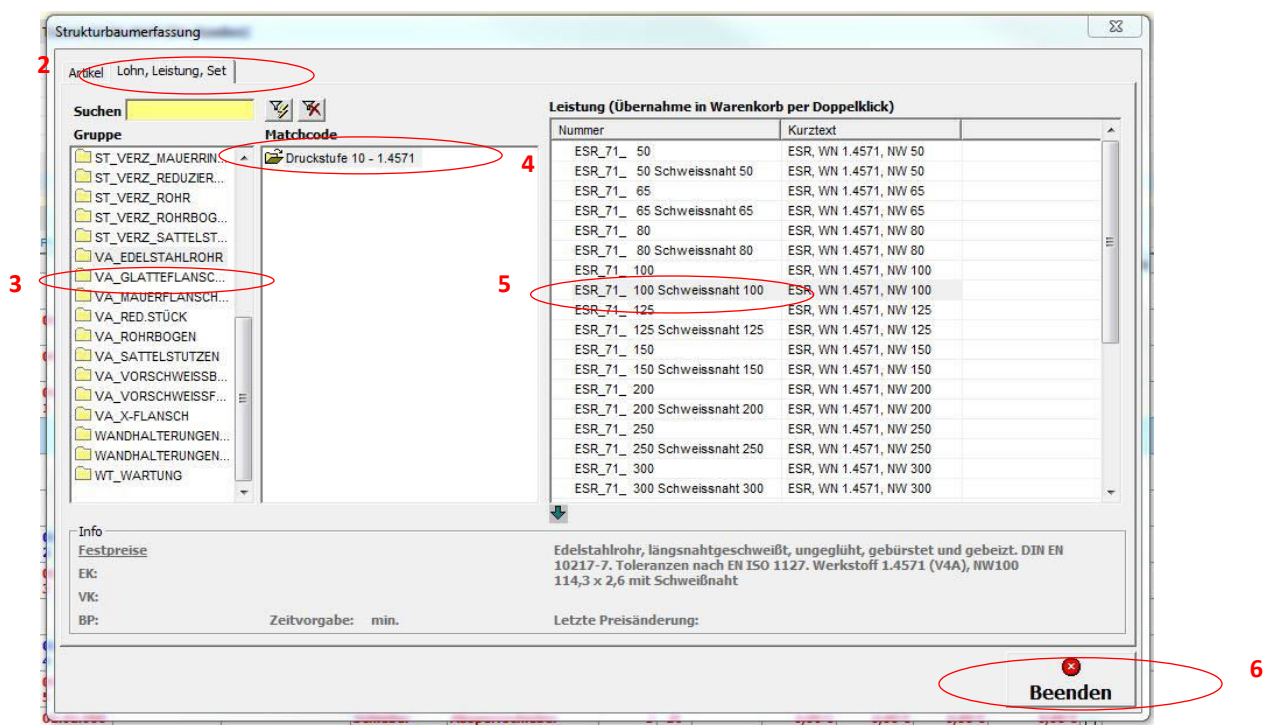 Strukturbaumerfassung
2
Artikel Lohn, Leistung, Set
Suchen
Gruppe
ST_VERZ_MAUERRIN...
ST_VERZ_REDUZIER...
ST_VERZ_ROHR
ST_VERZ_ROHRBOG...
ST_VERZ_SATTELST...
VA_EDELSTAHLROHR
3
VA_GLATTEFLANSC...
VA_MAUERFLANSCH...
VA_RED.STÜCK
VA_ROHRBOGEN
VA_SATTELSTUTZEN
VA_VORSCHWEISSB...
VA_VORSCHWEISSF...
VA_X-FLANSCH
WANDHALTERUNGEN...
WANDHALTERUNGEN...
WT_WARTUNG
Matchcode
Druckstufe 10 - 1.4571
4
Leistung (Übernahme in Warenkorb per Doppelklick)
Nummer Kurztext
ESR_71_ 50 ESR, WN 1.4571, NW 50
ESR_71_ 50 Schweissnaht 50 ESR, WN 1.4571, NW 50
ESR_71_ 65 ESR, WN 1.4571, NW 65
ESR_71_ 65 Schweissnaht 65 ESR, WN 1.4571, NW 65
ESR_71_ 80 ESR, WN 1.4571, NW 80
ESR_71_ 80 Schweissnaht 80 ESR, WN 1.4571, NW 80
ESR_71_ 100 ESR, WN 1.4571, NW 100
5
ESR_71_ 100 Schweissnaht 100 ESR, WN 1.4571, NW 100
ESR_71_ 125 ESR, WN 1.4571, NW 125
ESR_71_ 125 Schweissnaht 125 ESR, WN 1.4571, NW 125
ESR_71_ 150 ESR, WN 1.4571, NW 150
ESR_71_ 150 Schweissnaht 150 ESR, WN 1.4571, NW 150
ESR_71_ 200 ESR, WN 1.4571, NW 200
ESR_71_ 200 Schweissnaht 200 ESR, WN 1.4571, NW 200
ESR_71_ 250 ESR, WN 1.4571, NW 250
ESR_71_ 250 Schweissnaht 250 ESR, WN 1.4571, NW 250
ESR_71_ 300 ESR, WN 1.4571, NW 300
ESR_71_ 300 Schweissnaht 300 ESR, WN 1.4571, NW 300
Info
Festpreise
EK:
VK:
BP: Zeitvorgabe: min.
Edelstahlrohr, längsnahtgeschweißt, ungeglüht, gebürstet und gebeizt. DIN EN
10217-7. Toleranzen nach EN ISO 1127. Werkstoff 1.4571 (V4A), NW100
114,3 x 2,6 mit Schweißnaht
Letzte Preisänderung:
6
Beenden